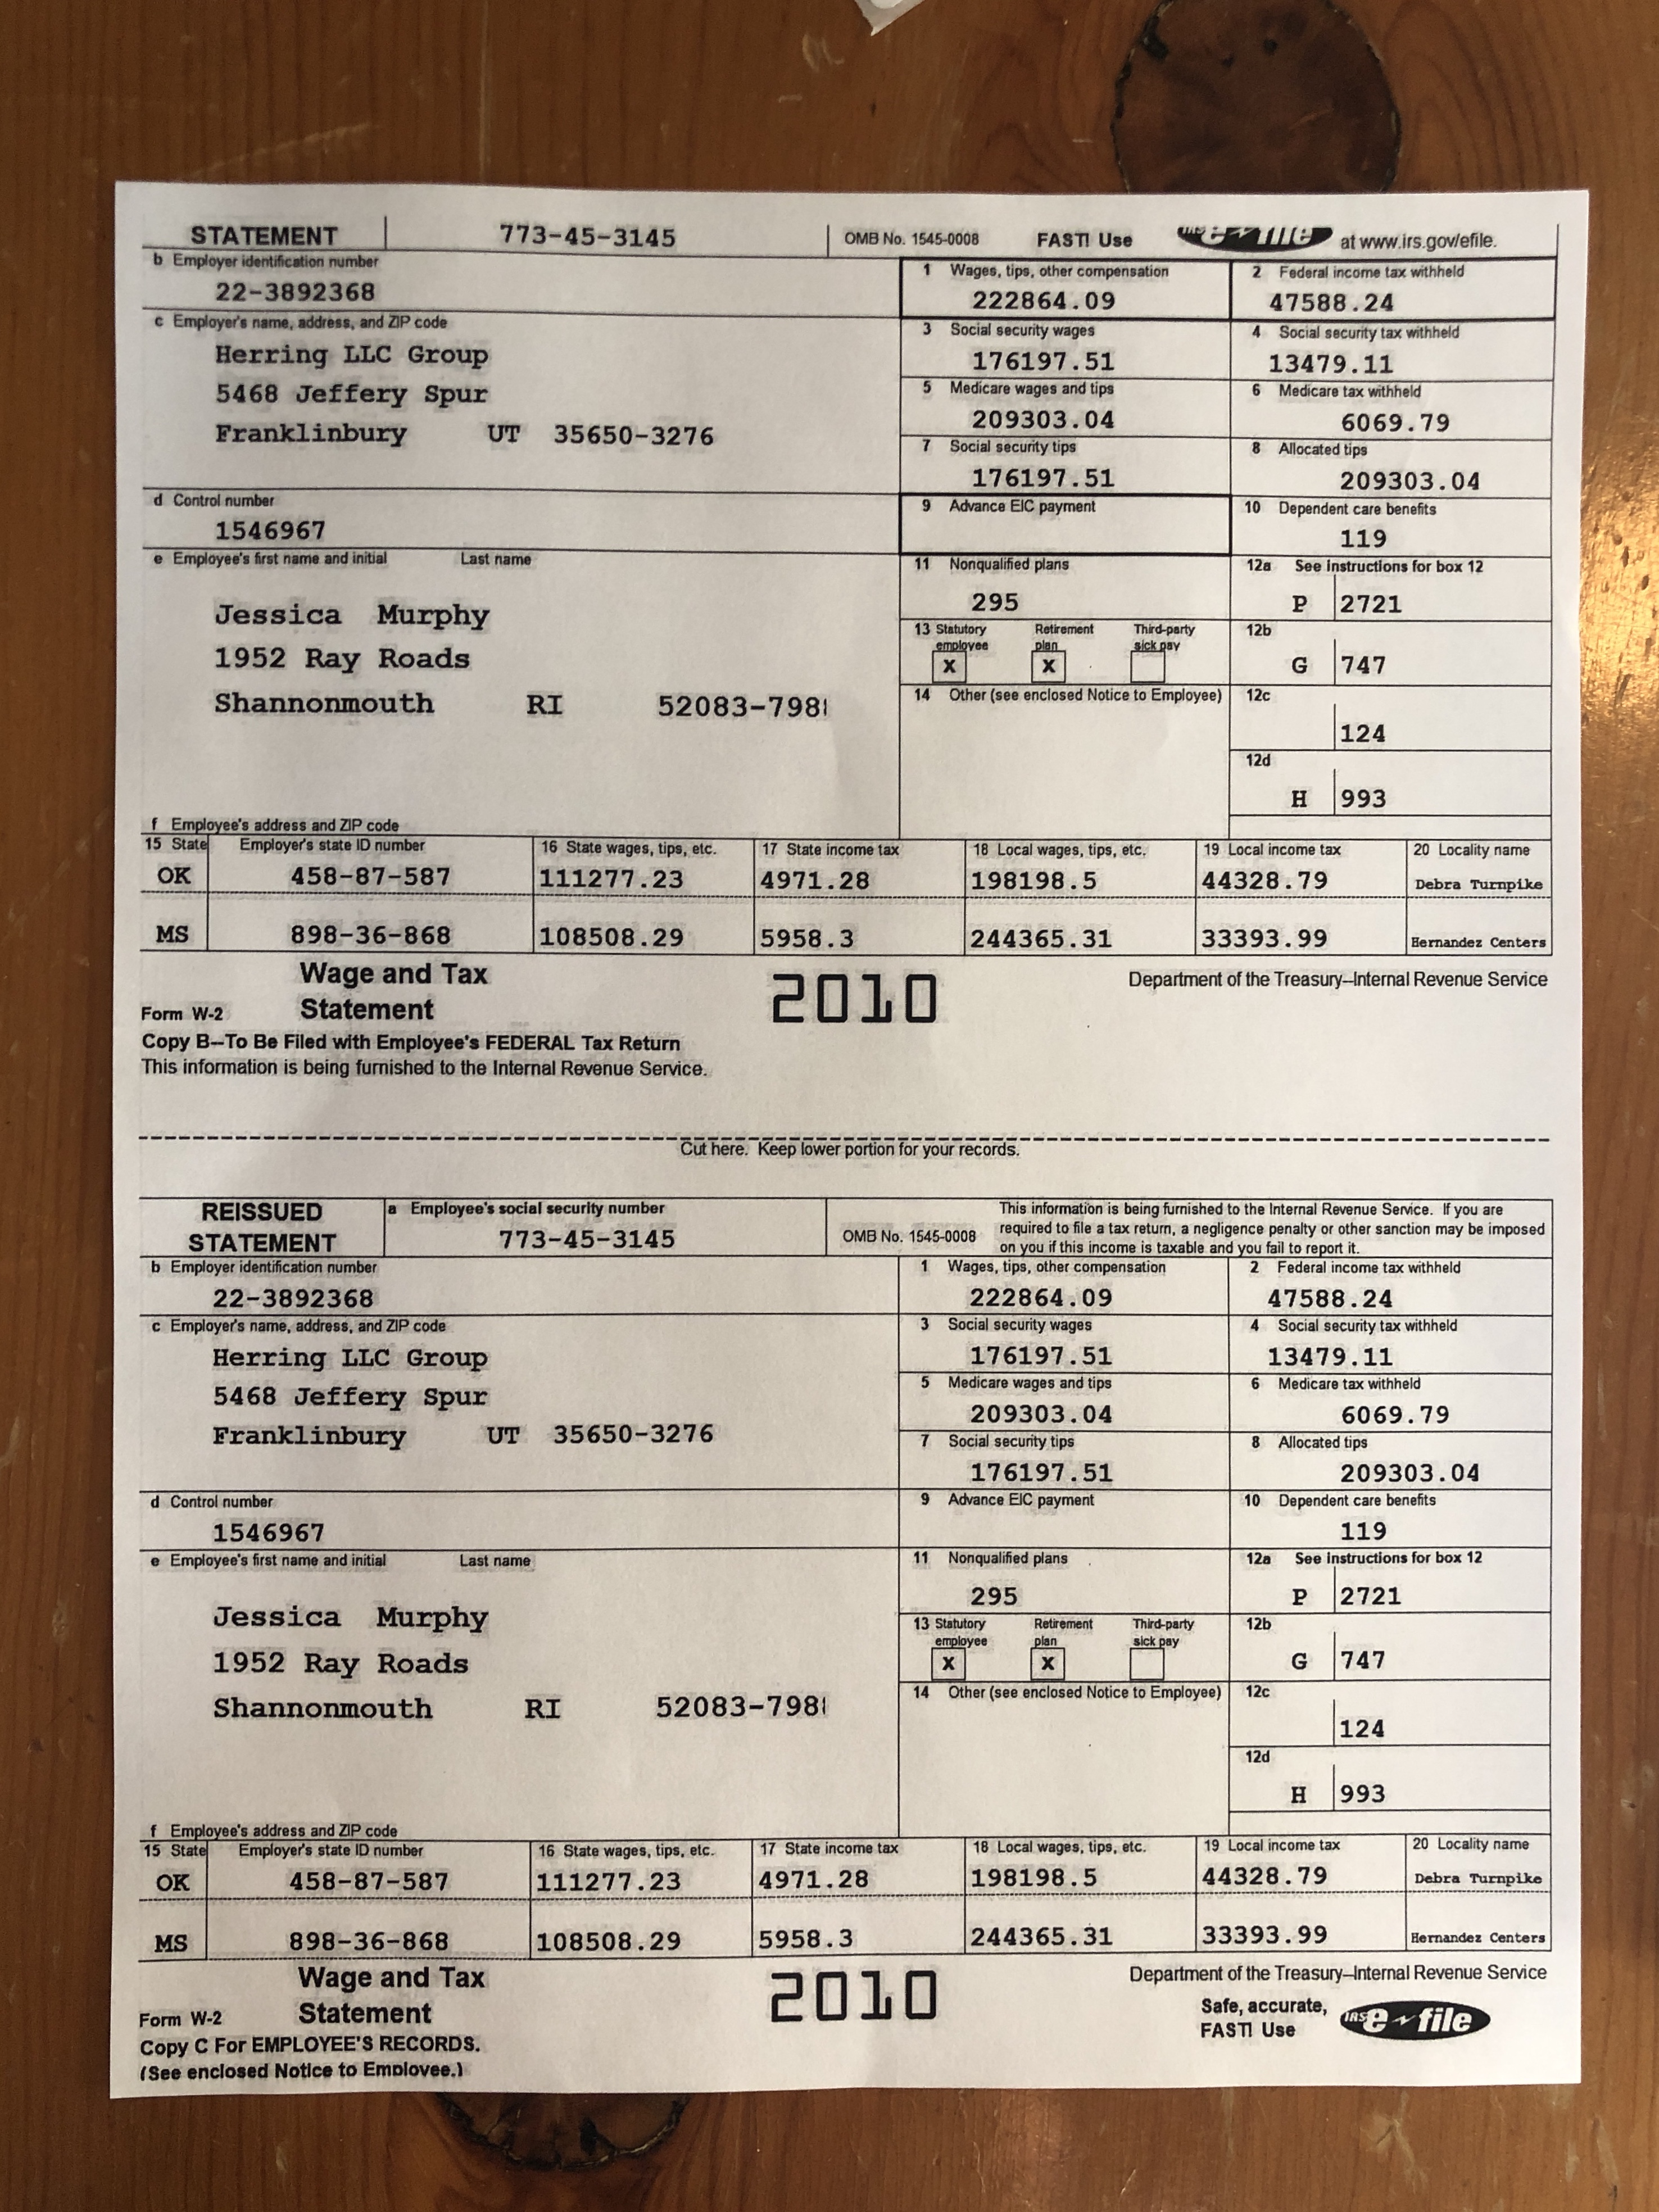 STATEMENT 773-45-3145 OMB No. 1545-0008 FAST! Use IRS e-file at www.irs.gov/efile.
b Employer identification number
22-3892368
1 Wages, tips, other compensation
222864.09
2 Federal income tax withheld
47588.24
c Employer's name, address, and ZIP code
Herring LLC Group
5468 Jeffery Spur
Franklinbury UT 35650-3276
3 Social security wages
176197.51
4 Social security tax withheld
13479.11
5 Medicare wages and tips
209303.04
6 Medicare tax withheld
6069.79
7 Social security tips
176197.51
8 Allocated tips
209303.04
d Control number
1546967
9 Advance EIC payment
10 Dependent care benefits
119
e Employee's first name and initial Last name
Jessica Murphy
1952 Ray Roads
Shannonmouth RI 52083-798
11 Nonqualified plans
295
12a See instructions for box 12
P 2721
13 Statutory employee Retirement plan Third-party sick pay
X X
12b
G 747
14 Other (see enclosed Notice to Employee)
12c
124
12d
H 993
f Employee's address and ZIP code
15 State Employer's state ID number 16 State wages, tips, etc. 17 State income tax 18 Local wages, tips, etc. 19 Local income tax 20 Locality name
OK 458-87-587 111277.23 4971.28 198198.5 44328.79 Debra Turnpike
MS 898-36-868 108508.29 5958.3 244365.31 33393.99 Hernandez Centers
Form W-2 Wage and Tax Statement 2010 Department of the Treasury--Internal Revenue Service
Copy B--To Be Filed with Employee's FEDERAL Tax Return
This information is being furnished to the Internal Revenue Service.
Cut here. Keep lower portion for your records.
REISSUED STATEMENT
a Employee's social security number
773-45-3145
OMB No. 1545-0008
This information is being furnished to the Internal Revenue Service. If you are
required to file a tax return, a negligence penalty or other sanction may be imposed
on you if this income is taxable and you fail to report it.
b Employer identification number
22-3892368
1 Wages, tips, other compensation
222864.09
2 Federal income tax withheld
47588.24
c Employer's name, address, and ZIP code
Herring LLC Group
5468 Jeffery Spur
Franklinbury UT 35650-3276
3 Social security wages
176197.51
4 Social security tax withheld
13479.11
5 Medicare wages and tips
209303.04
6 Medicare tax withheld
6069.79
7 Social security tips
176197.51
8 Allocated tips
209303.04
d Control number
1546967
9 Advance EIC payment
10 Dependent care benefits
119
e Employee's first name and initial Last name
Jessica Murphy
1952 Ray Roads
Shannonmouth RI 52083-798
11 Nonqualified plans
295
12a See instructions for box 12
P 2721
13 Statutory employee Retirement plan Third-party sick pay
X X
12b
G 747
14 Other (see enclosed Notice to Employee)
12c
124
12d
H 993
f Employee's address and ZIP code
15 State Employer's state ID number 16 State wages, tips, etc. 17 State income tax 18 Local wages, tips, etc. 19 Local income tax 20 Locality name
OK 458-87-587 111277.23 4971.28 198198.5 44328.79 Debra Turnpike
MS 898-36-868 108508.29 5958.3 244365.31 33393.99 Hernandez Centers
Form W-2 Wage and Tax Statement 2010 Department of the Treasury--Internal Revenue Service
Safe, accurate,
FAST! Use IRS e-file
Copy C For EMPLOYEE'S RECORDS.
(See enclosed Notice to Employee.)